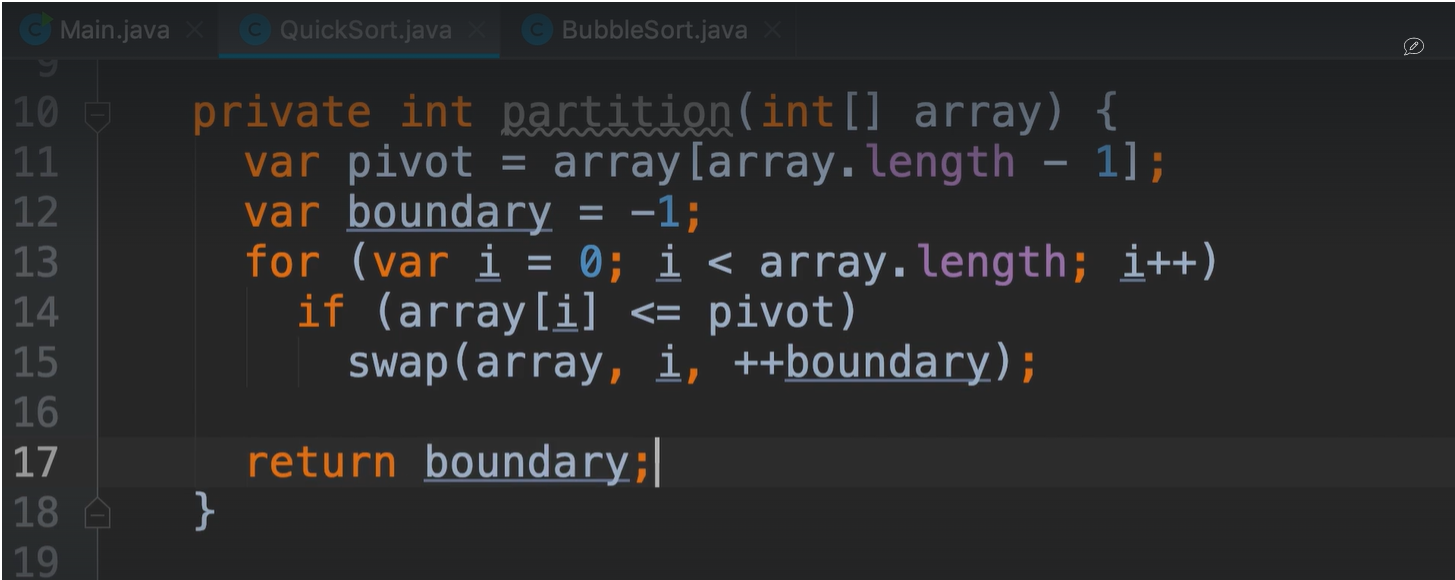 Main.java QuickSort.java BubbleSort.java
9
10 private int partition(int[] array) {
11 var pivot = array[array.length - 1];
12 var boundary = -1;
13 for (var i = 0; i < array.length; i++)
14 if (array[i] <= pivot)
15 swap(array, i, ++boundary);
16
17 return boundary;
18 }
19